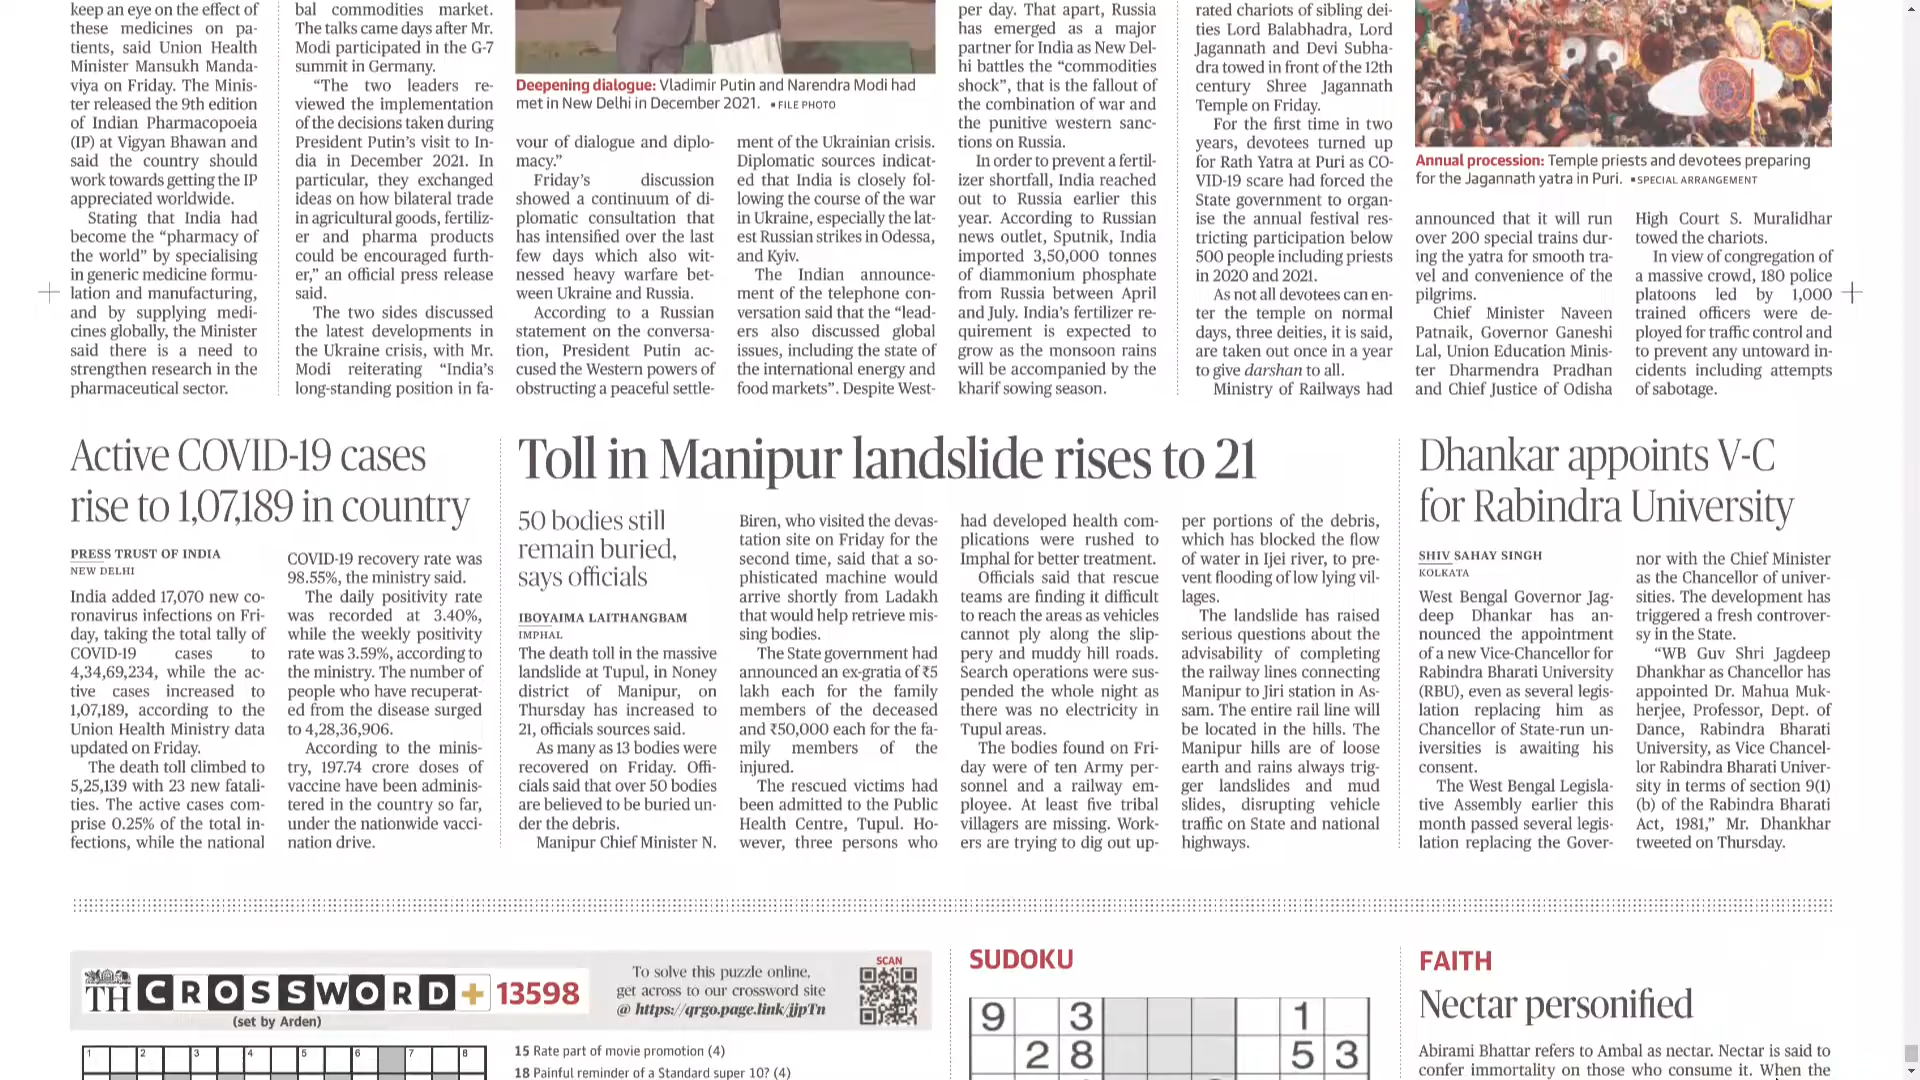 keep an eye on the effect of
these medicines on pa-
tients, said Union Health
Minister Mansukh Manda-
viya on Friday. The Minis-
ter released the 9th edition
of Indian Pharmacopoeia
(IP) at Vigyan Bhawan and
said the country should
work towards getting the IP
appreciated worldwide.
Stating that India had
become the “pharmacy of
the world” by specialising
in generic medicine formu-
lation and manufacturing,
and by supplying medi-
cines globally, the Minister
said there is a need to
strengthen research in the
pharmaceutical sector.
bal commodities market.
The talks came days after Mr.
Modi participated in the G-7
summit in Germany.
“The two leaders re-
viewed the implementation
of the decisions taken during
President Putin’s visit to In-
dia in December 2021. In
particular, they exchanged
ideas on how bilateral trade
in agricultural goods, fertiliz-
er and pharma products
could be encouraged furth-
er,” an official press release
said.
The two sides discussed
the latest developments in
the Ukraine crisis, with Mr.
Modi reiterating “India’s
long-standing position in fa-
Deepening dialogue: Vladimir Putin and Narendra Modi had
met in New Delhi in December 2021. ▪ FILE PHOTO
vour of dialogue and diplo-
macy.”
Friday’s discussion
showed a continuum of di-
plomatic consultation that
has intensified over the last
few days which also wit-
nessed heavy warfare bet-
ween Ukraine and Russia.
According to a Russian
statement on the conversa-
tion, President Putin ac-
cused the Western powers of
obstructing a peaceful settle-
ment of the Ukrainian crisis.
Diplomatic sources indicat-
ed that India is closely fol-
lowing the course of the war
in Ukraine, especially the lat-
est Russian strikes in Odessa,
and Kyiv.
The Indian announce-
ment of the telephone con-
versation said that the “lead-
ers also discussed global
issues, including the state of
the international energy and
food markets”. Despite West-
per day. That apart, Russia
has emerged as a major
partner for India as New Del-
hi battles the “commodities
shock”, that is the fallout of
the combination of war and
the punitive western sanc-
tions on Russia.
In order to prevent a fertil-
izer shortfall, India reached
out to Russia earlier this
year. According to Russian
news outlet, Sputnik, India
imported 3,50,000 tonnes
of diammonium phosphate
from Russia between April
and July. India’s fertilizer re-
quirement is expected to
grow as the monsoon rains
will be accompanied by the
kharif sowing season.
rated chariots of sibling dei-
ties Lord Balabhadra, Lord
Jagannath and Devi Subha-
dra towed in front of the 12th
century Shree Jagannath
Temple on Friday.
For the first time in two
years, devotees turned up
for Rath Yatra at Puri as CO-
VID-19 scare had forced the
State government to organ-
ise the annual festival res-
tricting participation below
500 people including priests
in 2020 and 2021.
As not all devotees can en-
ter the temple on normal
days, three deities, it is said,
are taken out once in a year
to give darshan to all.
Ministry of Railways had
Annual procession: Temple priests and devotees preparing
for the Jagannath yatra in Puri. ▪ SPECIAL ARRANGEMENT
announced that it will run
over 200 special trains dur-
ing the yatra for smooth tra-
vel and convenience of the
pilgrims.
Chief Minister Naveen
Patnaik, Governor Ganeshi
Lal, Union Education Minis-
ter Dharmendra Pradhan
and Chief Justice of Odisha
High Court S. Muralidhar
towed the chariots.
In view of congregation of
a massive crowd, 180 police
platoons led by 1,000
trained officers were de-
ployed for traffic control and
to prevent any untoward in-
cidents including attempts
of sabotage.
Active COVID-19 cases
rise to 1,07,189 in country
PRESS TRUST OF INDIA
NEW DELHI
India added 17,070 new co-
ronavirus infections on Fri-
day, taking the total tally of
COVID-19 cases to
4,34,69,234, while the ac-
tive cases increased to
1,07,189, according to the
Union Health Ministry data
updated on Friday.
The death toll climbed to
5,25,139 with 23 new fatali-
ties. The active cases com-
prise 0.25% of the total in-
fections, while the national
COVID-19 recovery rate was
98.55%, the ministry said.
The daily positivity rate
was recorded at 3.40%,
while the weekly positivity
rate was 3.59%, according to
the ministry. The number of
people who have recuperat-
ed from the disease surged
to 4,28,36,906.
According to the minis-
try, 197.74 crore doses of
vaccine have been adminis-
tered in the country so far,
under the nationwide vacci-
nation drive.
Toll in Manipur landslide rises to 21
50 bodies still
remain buried,
says officials
IBOYAIMA LAITHANGBAM
IMPHAL
The death toll in the massive
landslide at Tupul, in Noney
district of Manipur, on
Thursday has increased to
21, officials sources said.
As many as 13 bodies were
recovered on Friday. Offi-
cials said that over 50 bodies
are believed to be buried un-
der the debris.
Manipur Chief Minister N.
Biren, who visited the devas-
tation site on Friday for the
second time, said that a so-
phisticated machine would
arrive shortly from Ladakh
that would help retrieve mis-
sing bodies.
The State government had
announced an ex-gratia of ₹5
lakh each for the family
members of the deceased
and ₹50,000 each for the fa-
mily members of the
injured.
The rescued victims had
been admitted to the Public
Health Centre, Tupul. Ho-
wever, three persons who
had developed health com-
plications were rushed to
Imphal for better treatment.
Officials said that rescue
teams are finding it difficult
to reach the areas as vehicles
cannot ply along the slip-
pery and muddy hill roads.
Search operations were sus-
pended the whole night as
there was no electricity in
Tupul areas.
The bodies found on Fri-
day were of ten Army per-
sonnel and a railway em-
ployee. At least five tribal
villagers are missing. Work-
ers are trying to dig out up-
per portions of the debris,
which has blocked the flow
of water in Ijei river, to pre-
vent flooding of low lying vil-
lages.
The landslide has raised
serious questions about the
advisability of completing
the railway lines connecting
Manipur to Jiri station in As-
sam. The entire rail line will
be located in the hills. The
Manipur hills are of loose
earth and rains always trig-
ger landslides and mud
slides, disrupting vehicle
traffic on State and national
highways.
Dhankar appoints V-C
for Rabindra University
SHIV SAHAY SINGH
KOLKATA
West Bengal Governor Jag-
deep Dhankar has an-
nounced the appointment
of a new Vice-Chancellor for
Rabindra Bharati University
(RBU), even as several legis-
lation replacing him as
Chancellor of State-run un-
iversities is awaiting his
consent.
The West Bengal Legisla-
tive Assembly earlier this
month passed several legis-
lation replacing the Gover-
nor with the Chief Minister
as the Chancellor of univer-
sities. The development has
triggered a fresh controver-
sy in the State.
“WB Guv Shri Jagdeep
Dhankhar as Chancellor has
appointed Dr. Mahua Muk-
herjee, Professor, Dept. of
Dance, Rabindra Bharati
University, as Vice Chancel-
lor Rabindra Bharati Univer-
sity in terms of section 9(1)
(b) of the Rabindra Bharati
Act, 1981,” Mr. Dhankhar
tweeted on Thursday.
TH CROSSWORD+ 13598
(set by Arden)
To solve this puzzle online,
get across to our crossword site
@ https://qrgo.page.link/jjpTn
SCAN
1 2 3 4 5 6 7 8
15 Rate part of movie promotion (4)
18 Painful reminder of a Standard super 10? (4)
SUDOKU
9 3 1
2 8 5 3
FAITH
Nectar personified
Abirami Bhattar refers to Ambal as nectar. Nectar is said to
confer immortality on those who consume it. When the